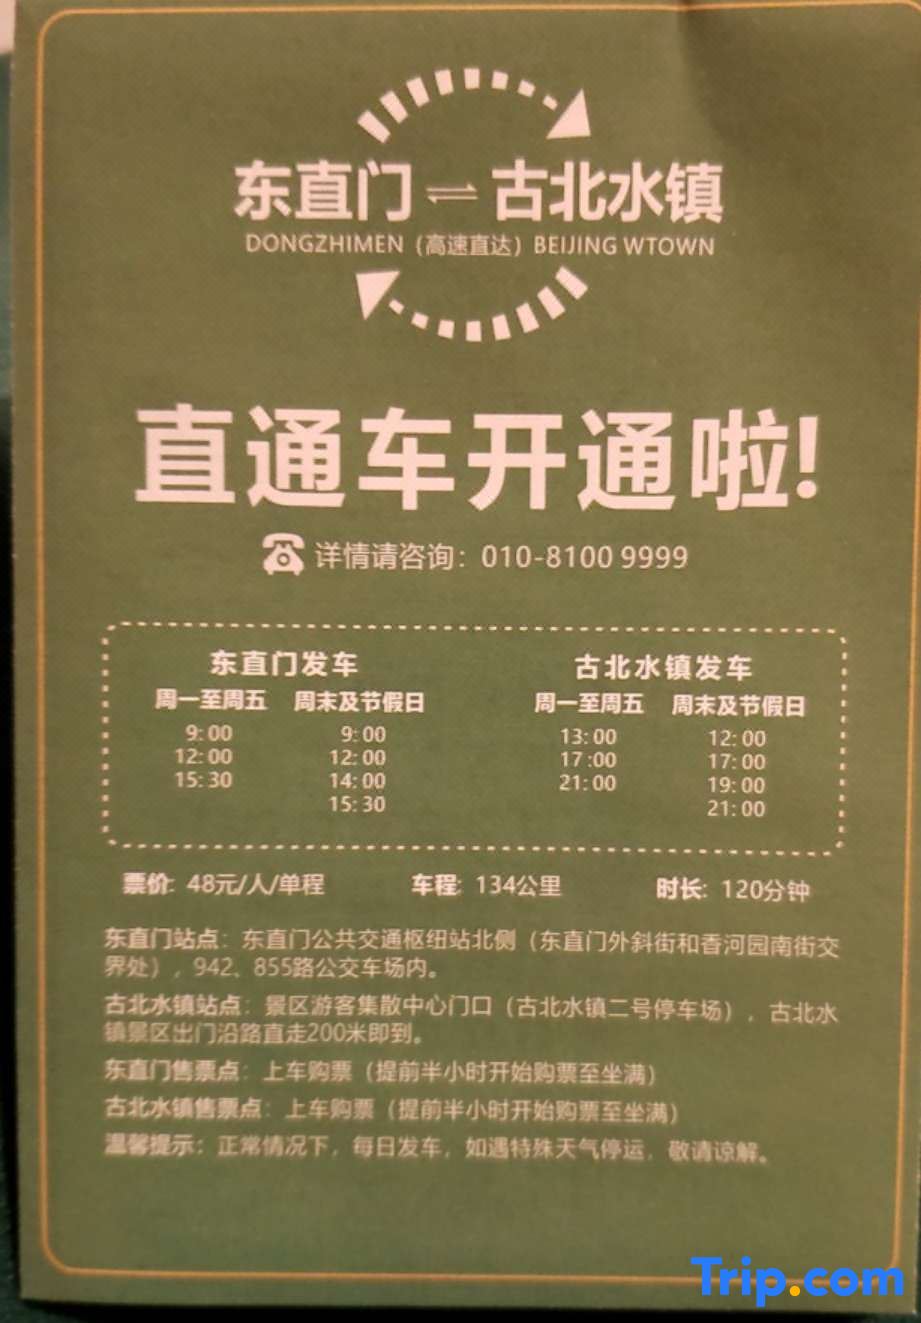 东直门⇌古北水镇
DONGZHIMEN（高速直达）BEIJING WTOWN
直通车开通啦!
详情请咨询：010-8100 9999
东直门发车 古北水镇发车
周一至周五 周末及节假日 周一至周五 周末及节假日
9:00 9:00 13:00 12:00
12:00 12:00 17:00 17:00
15:30 14:00 21:00 19:00
15:30 21:00
票价: 48元/人/单程 车程: 134公里 时长: 120分钟
东直门站点：东直门公共交通枢纽站北侧（东直门外斜街和香河园南街交
界处），942、855路公交车场内。
古北水镇站点：景区游客集散中心门口（古北水镇二号停车场），古北水
镇景区出门沿路直走200米即到。
东直门售票点：上车购票（提前半小时开始购票至坐满）
古北水镇售票点：上车购票（提前半小时开始购票至坐满）
温馨提示：正常情况下，每日发车，如遇特殊天气停运，敬请谅解。
Trip.com